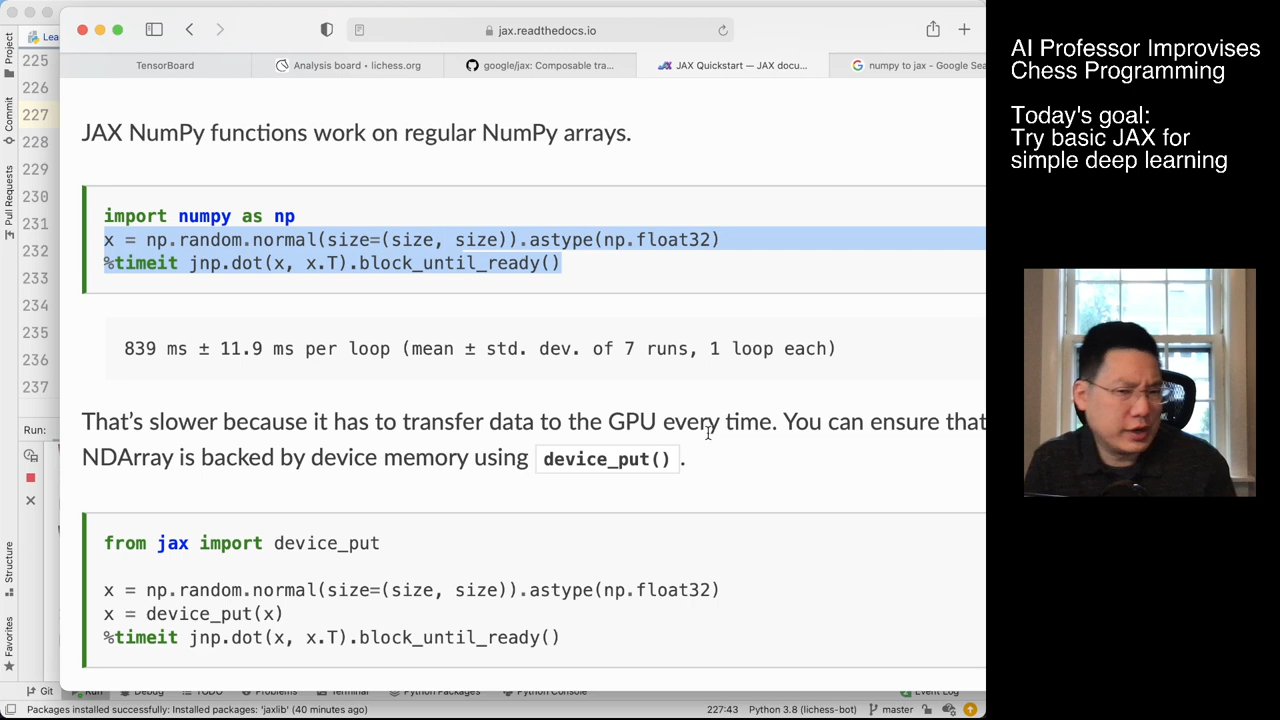 jax.readthedocs.io
TensorBoard
Analysis board • lichess.org
google/jax: Composable tra...
JAX Quickstart — JAX docu...
numpy to jax - Google Sea
Project
Commit
Pull Requests
Structure
Favorites
Lea
225
226
227
228
229
230
231
232
233
234
235
236
237
Run:
JAX NumPy functions work on regular NumPy arrays.
import numpy as np
x = np.random.normal(size=(size, size)).astype(np.float32)
%timeit jnp.dot(x, x.T).block_until_ready()
839 ms ± 11.9 ms per loop (mean ± std. dev. of 7 runs, 1 loop each)
That's slower because it has to transfer data to the GPU every time. You can ensure that
NDArray is backed by device memory using device_put().
from jax import device_put
x = np.random.normal(size=(size, size)).astype(np.float32)
x = device_put(x)
%timeit jnp.dot(x, x.T).block_until_ready()
Git Run Debug TODO Problems Terminal Python Packages Python Console Event Log
Packages installed successfully: Installed packages: 'jaxlib' (40 minutes ago) 227:43 Python 3.8 (lichess-bot) master
AI Professor Improvises
Chess Programming
Today's goal:
Try basic JAX for
simple deep learning